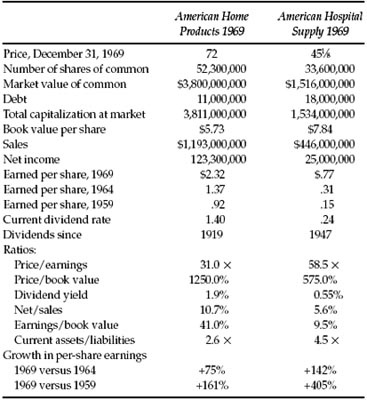 American Home American Hospital
Products 1969 Supply 1969
Price, December 31, 1969 72 45⅛
Number of shares of common 52,300,000 33,600,000
Market value of common $3,800,000,000 $1,516,000,000
Debt 11,000,000 18,000,000
Total capitalization at market 3,811,000,000 1,534,000,000
Book value per share $5.73 $7.84
Sales $1,193,000,000 $446,000,000
Net income 123,300,000 25,000,000
Earned per share, 1969 $2.32 $.77
Earned per share, 1964 1.37 .31
Earned per share, 1959 .92 .15
Current dividend rate 1.40 .24
Dividends since 1919 1947
Ratios:
Price/earnings 31.0 × 58.5 ×
Price/book value 1250.0% 575.0%
Dividend yield 1.9% 0.55%
Net/sales 10.7% 5.6%
Earnings/book value 41.0% 9.5%
Current assets/liabilities 2.6 × 4.5 ×
Growth in per-share earnings
1969 versus 1964 +75% +142%
1969 versus 1959 +161% +405%